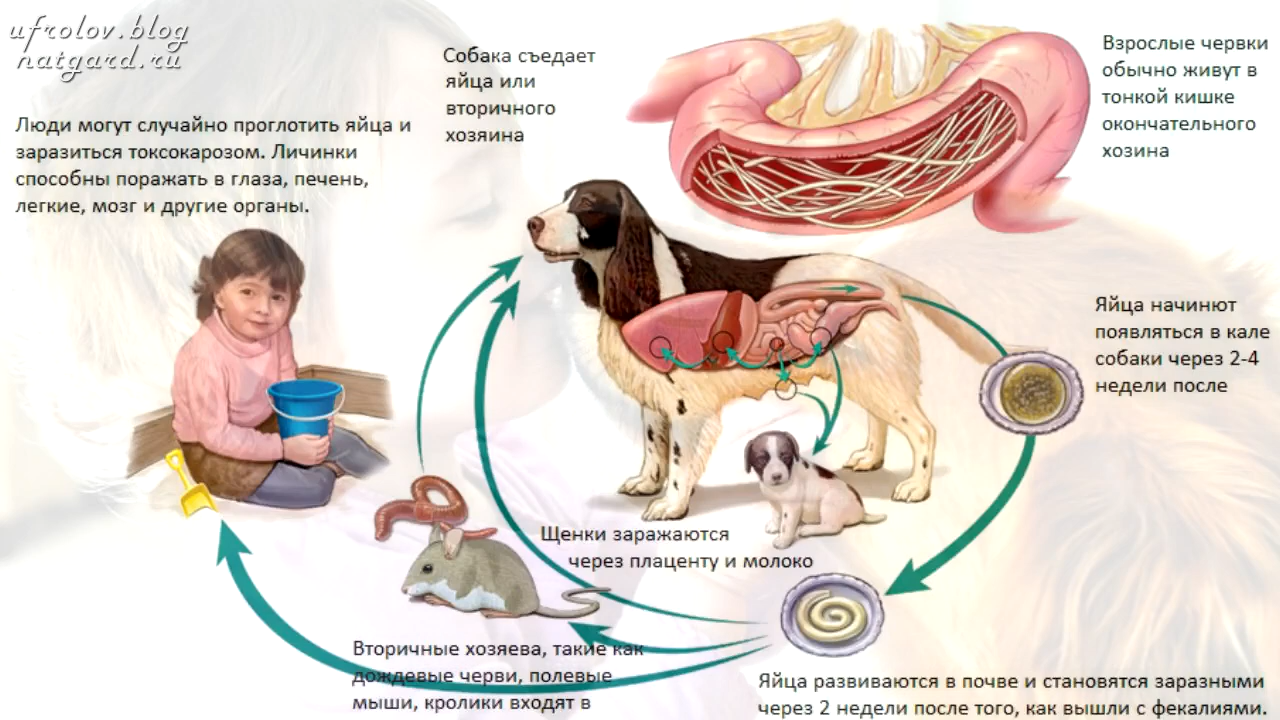 ufrolov.blog
natgard.ru
Люди могут случайно проглотить яйца и
заразиться токсокарозом. Личинки
способны поражать в глаза, печень,
легкие, мозг и другие органы.
Собака съедает
яйца или
вторичного
хозяина
Взрослые червки
обычно живут в
тонкой кишке
окончательного
хозина
Яйца начинют
появляться в кале
собаки через 2-4
недели после
Щенки заражаются
через плаценту и молоко
Вторичные хозяева, такие как
дождевые черви, полевые
мыши, кролики входят в
Яйца развиваются в почве и становятся заразными
через 2 недели после того, как вышли с фекалиями.